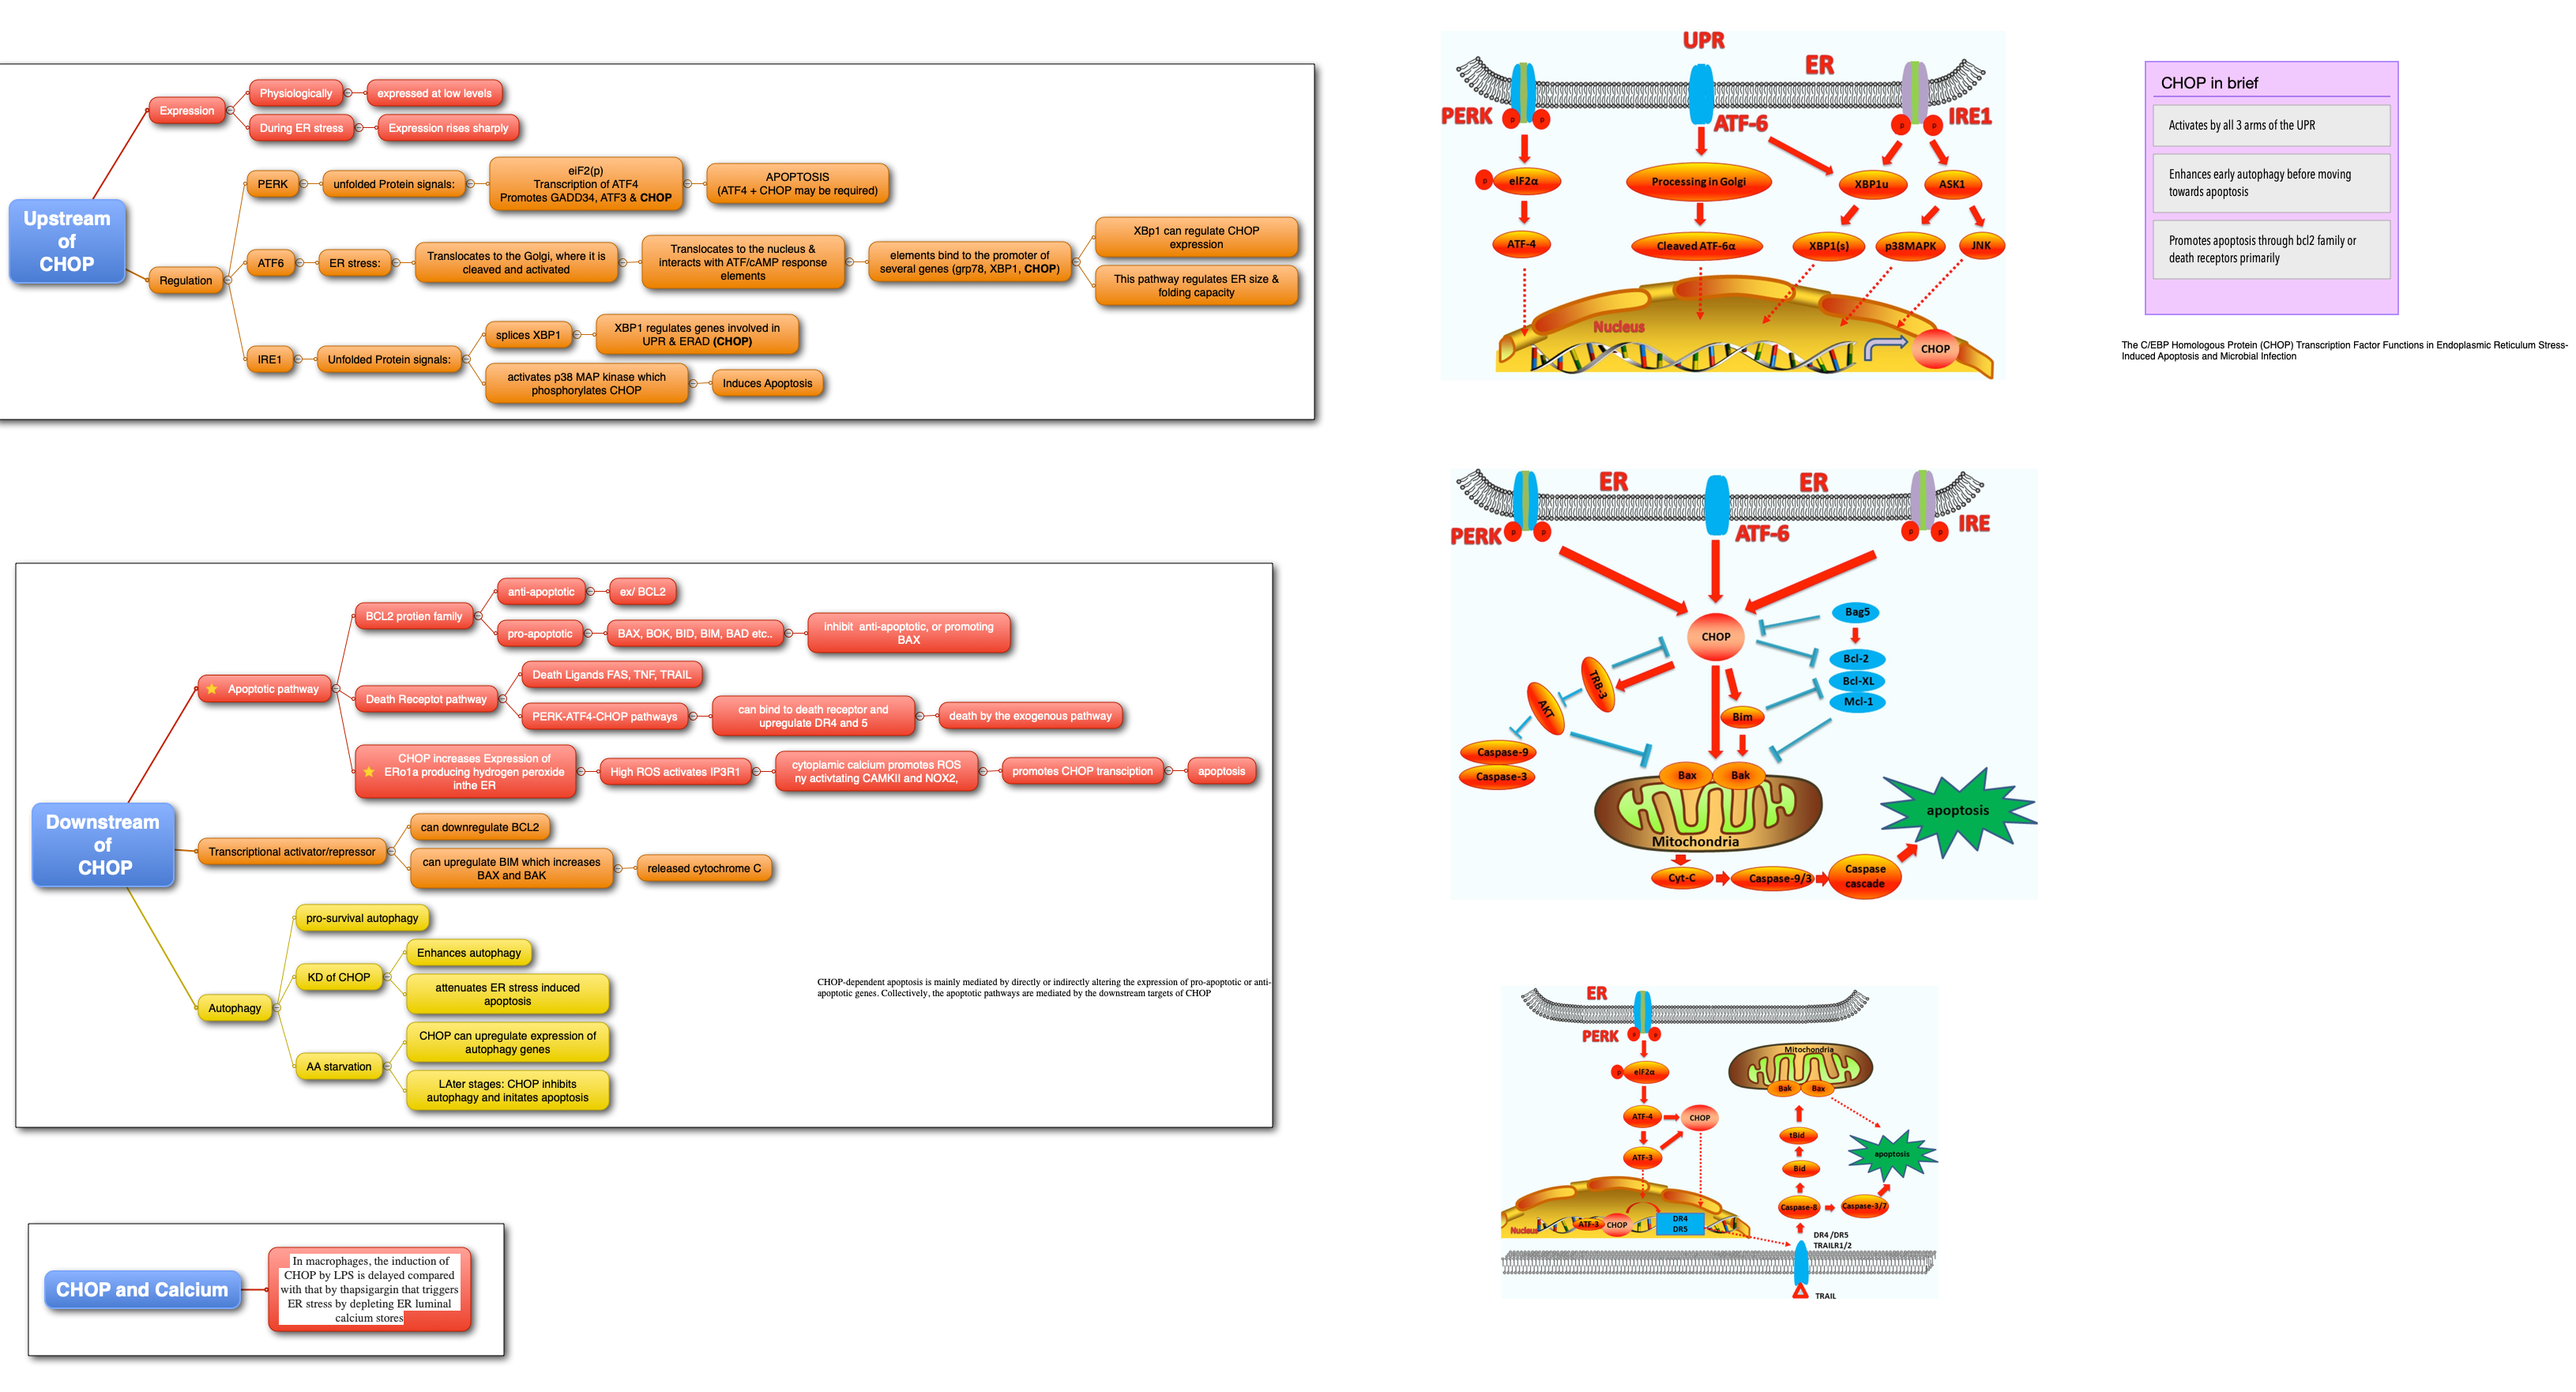 Upstream
of
CHOP
Expression
Physiologically
expressed at low levels
During ER stress
Expression rises sharply
Regulation
PERK
unfolded Protein signals:
eiF2(p)
Transcription of ATF4
Promotes GADD34, ATF3 & CHOP
APOPTOSIS
(ATF4 + CHOP may be required)
ATF6
ER stress:
Translocates to the Golgi, where it is
cleaved and activated
Translocates to the nucleus &
interacts with ATF/cAMP response
elements
elements bind to the promoter of
several genes (grp78, XBP1, CHOP)
XBp1 can regulate CHOP
expression
This pathway regulates ER size &
folding capacity
IRE1
Unfolded Protein signals:
splices XBP1
XBP1 regulates genes involved in
UPR & ERAD (CHOP)
activates p38 MAP kinase which
phosphorylates CHOP
Induces Apoptosis
UPR
ER
PERK
p
p
ATF-6
p
p
IRE1
p
eIF2α
Processing in Golgi
XBP1u
ASK1
ATF-4
Cleaved ATF-6α
XBP1(s)
p38MAPK
JNK
Nucleus
CHOP
CHOP in brief
Activates by all 3 arms of the UPR
Enhances early autophagy before moving
towards apoptosis
Promotes apoptosis through bcl2 family or
death receptors primarily
The C/EBP Homologous Protein (CHOP) Transcription Factor Functions in Endoplasmic Reticulum Stress-
Induced Apoptosis and Microbial Infection
Downstream
of
CHOP
Apoptotic pathway
BCL2 protien family
anti-apoptotic
ex/ BCL2
pro-apoptotic
BAX, BOK, BID, BIM, BAD etc..
inhibit anti-apoptotic, or promoting
BAX
Death Receptot pathway
Death Ligands FAS, TNF, TRAIL
PERK-ATF4-CHOP pathways
can bind to death receptor and
upregulate DR4 and 5
death by the exogenous pathway
CHOP increases Expression of
ERo1a producing hydrogen peroxide
inthe ER
High ROS activates IP3R1
cytoplamic calcium promotes ROS
ny activtating CAMKII and NOX2,
promotes CHOP transciption
apoptosis
Transcriptional activator/repressor
can downregulate BCL2
can upregulate BIM which increases
BAX and BAK
released cytochrome C
Autophagy
pro-survival autophagy
KD of CHOP
Enhances autophagy
attenuates ER stress induced
apoptosis
AA starvation
CHOP can upregulate expression of
autophagy genes
LAter stages: CHOP inhibits
autophagy and initates apoptosis
CHOP-dependent apoptosis is mainly mediated by directly or indirectly altering the expression of pro-apoptotic or anti-
apoptotic genes. Collectively, the apoptotic pathways are mediated by the downstream targets of CHOP
ER
ER
PERK
p
p
ATF-6
p
p
IRE
CHOP
Bag5
Bcl-2
Bcl-XL
Mcl-1
TRB-3
AKT
Bim
Caspase-9
Caspase-3
Bax
Bak
Mitochondria
apoptosis
Cyt-C
Caspase-9/3
Caspase
cascade
ER
PERK
p
p
p
eIF2α
ATF-4
CHOP
ATF-3
Nucleus
ATF-3
CHOP
DR4
DR5
Mitochondria
Bak
Bax
tBid
Bid
apoptosis
Caspase-8
Caspase-3/7
DR4 /DR5
TRAILR1/2
TRAIL
CHOP and Calcium
In macrophages, the induction of
CHOP by LPS is delayed compared
with that by thapsigargin that triggers
ER stress by depleting ER luminal
calcium stores